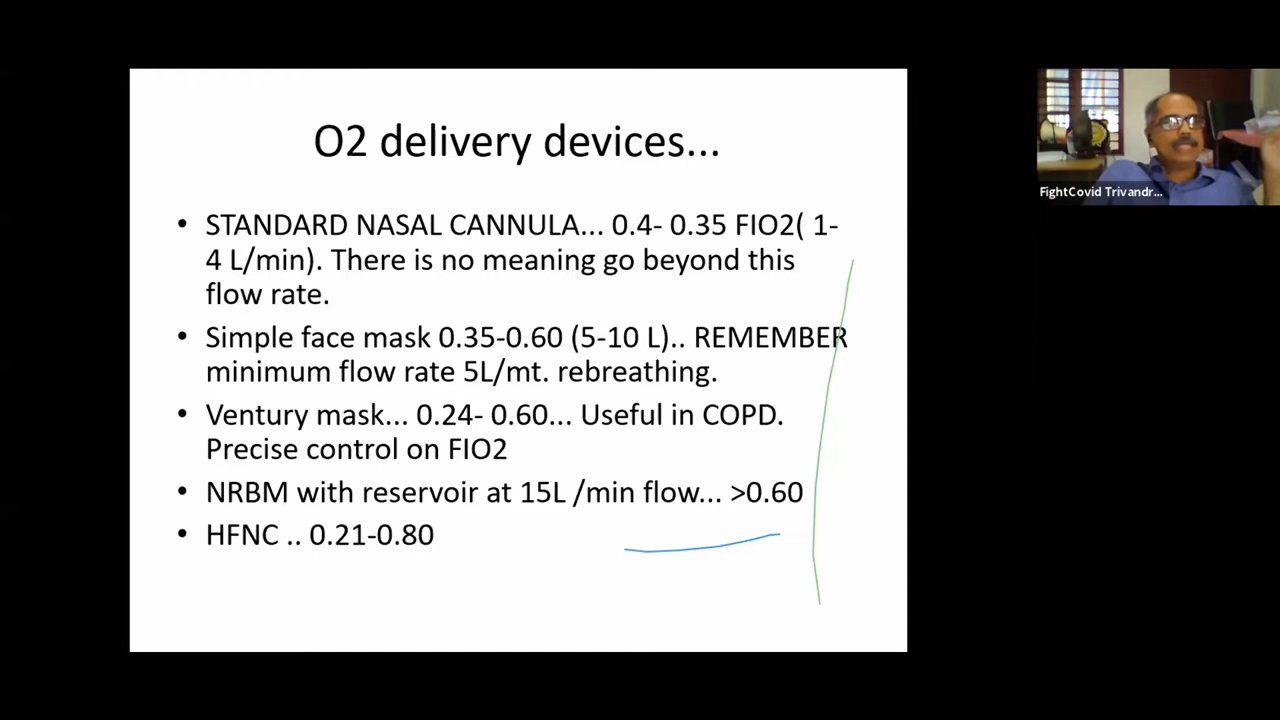 O2 delivery devices...
• STANDARD NASAL CANNULA... 0.4- 0.35 FIO2( 1-
4 L/min). There is no meaning go beyond this
flow rate.
• Simple face mask 0.35-0.60 (5-10 L).. REMEMBER
minimum flow rate 5L/mt. rebreathing.
• Ventury mask... 0.24- 0.60... Useful in COPD.
Precise control on FIO2
• NRBM with reservoir at 15L /min flow... >0.60
• HFNC .. 0.21-0.80
FightCovid Trivandr...